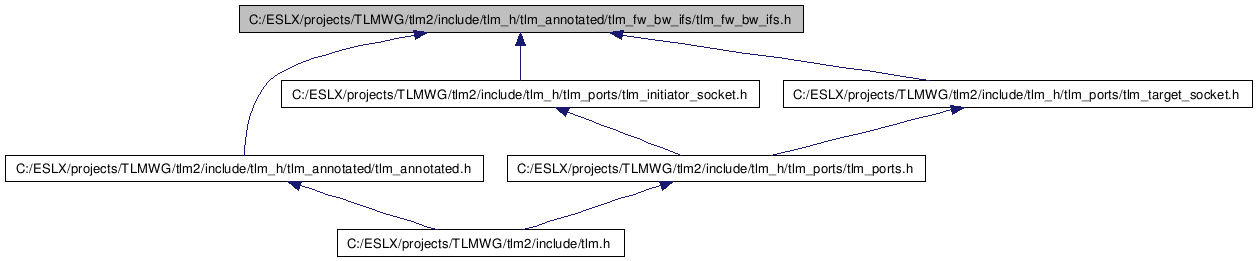 C:/ESLX/projects/TLMWG/tlm2/include/tlm_h/tlm_annotated/tlm_fw_bw_ifs/tlm_fw_bw_ifs.h
C:/ESLX/projects/TLMWG/tlm2/include/tlm_h/tlm_ports/tlm_initiator_socket.h
C:/ESLX/projects/TLMWG/tlm2/include/tlm_h/tlm_ports/tlm_target_socket.h
C:/ESLX/projects/TLMWG/tlm2/include/tlm_h/tlm_annotated/tlm_annotated.h
C:/ESLX/projects/TLMWG/tlm2/include/tlm_h/tlm_ports/tlm_ports.h
C:/ESLX/projects/TLMWG/tlm2/include/tlm.h